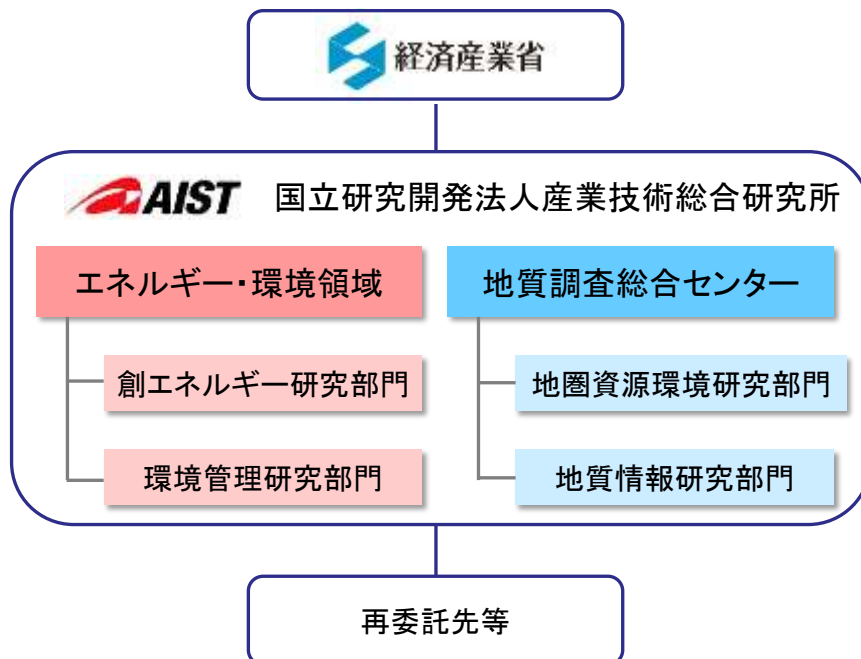 経済産業省
AIST 国立研究開発法人産業技術総合研究所
エネルギー・環境領域
創エネルギー研究部門
環境管理研究部門
地質調査総合センター
地圏資源環境研究部門
地質情報研究部門
再委託先等